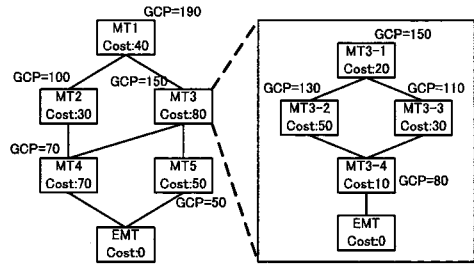 GCP=190
MT1
Cost:40
GCP=100
GCP=150
MT2
Cost:30
MT3
Cost:80
GCP=70
MT4
Cost:70
MT5
Cost:50
GCP=50
EMT
Cost:0
GCP=150
MT3-1
Cost:20
GCP=130
GCP=110
MT3-2
Cost:50
MT3-3
Cost:30
MT3-4
Cost:10
GCP=80
EMT
Cost:0